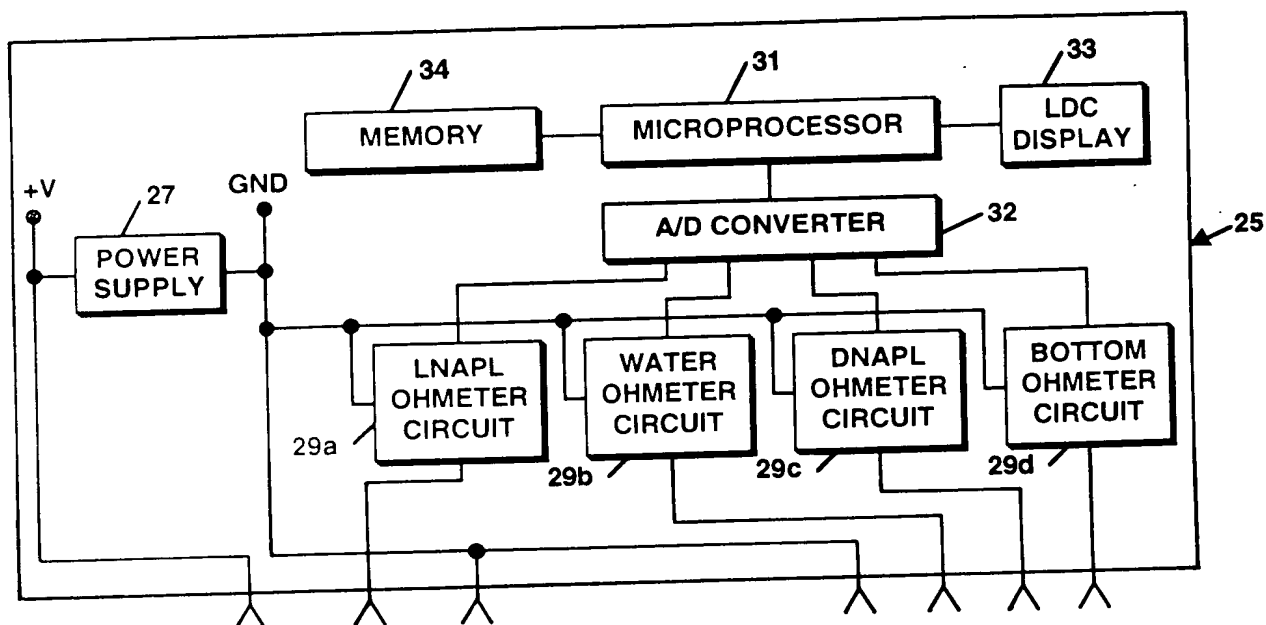 34
31
33
MEMORY
MICROPROCESSOR
LDC
DISPLAY
+V
27
GND
A/D CONVERTER
32
25
POWER
SUPPLY
LNAPL
OHMETER
CIRCUIT
WATER
OHMETER
CIRCUIT
DNAPL
OHMETER
CIRCUIT
BOTTOM
OHMETER
CIRCUIT
29a
29b
29c
29d